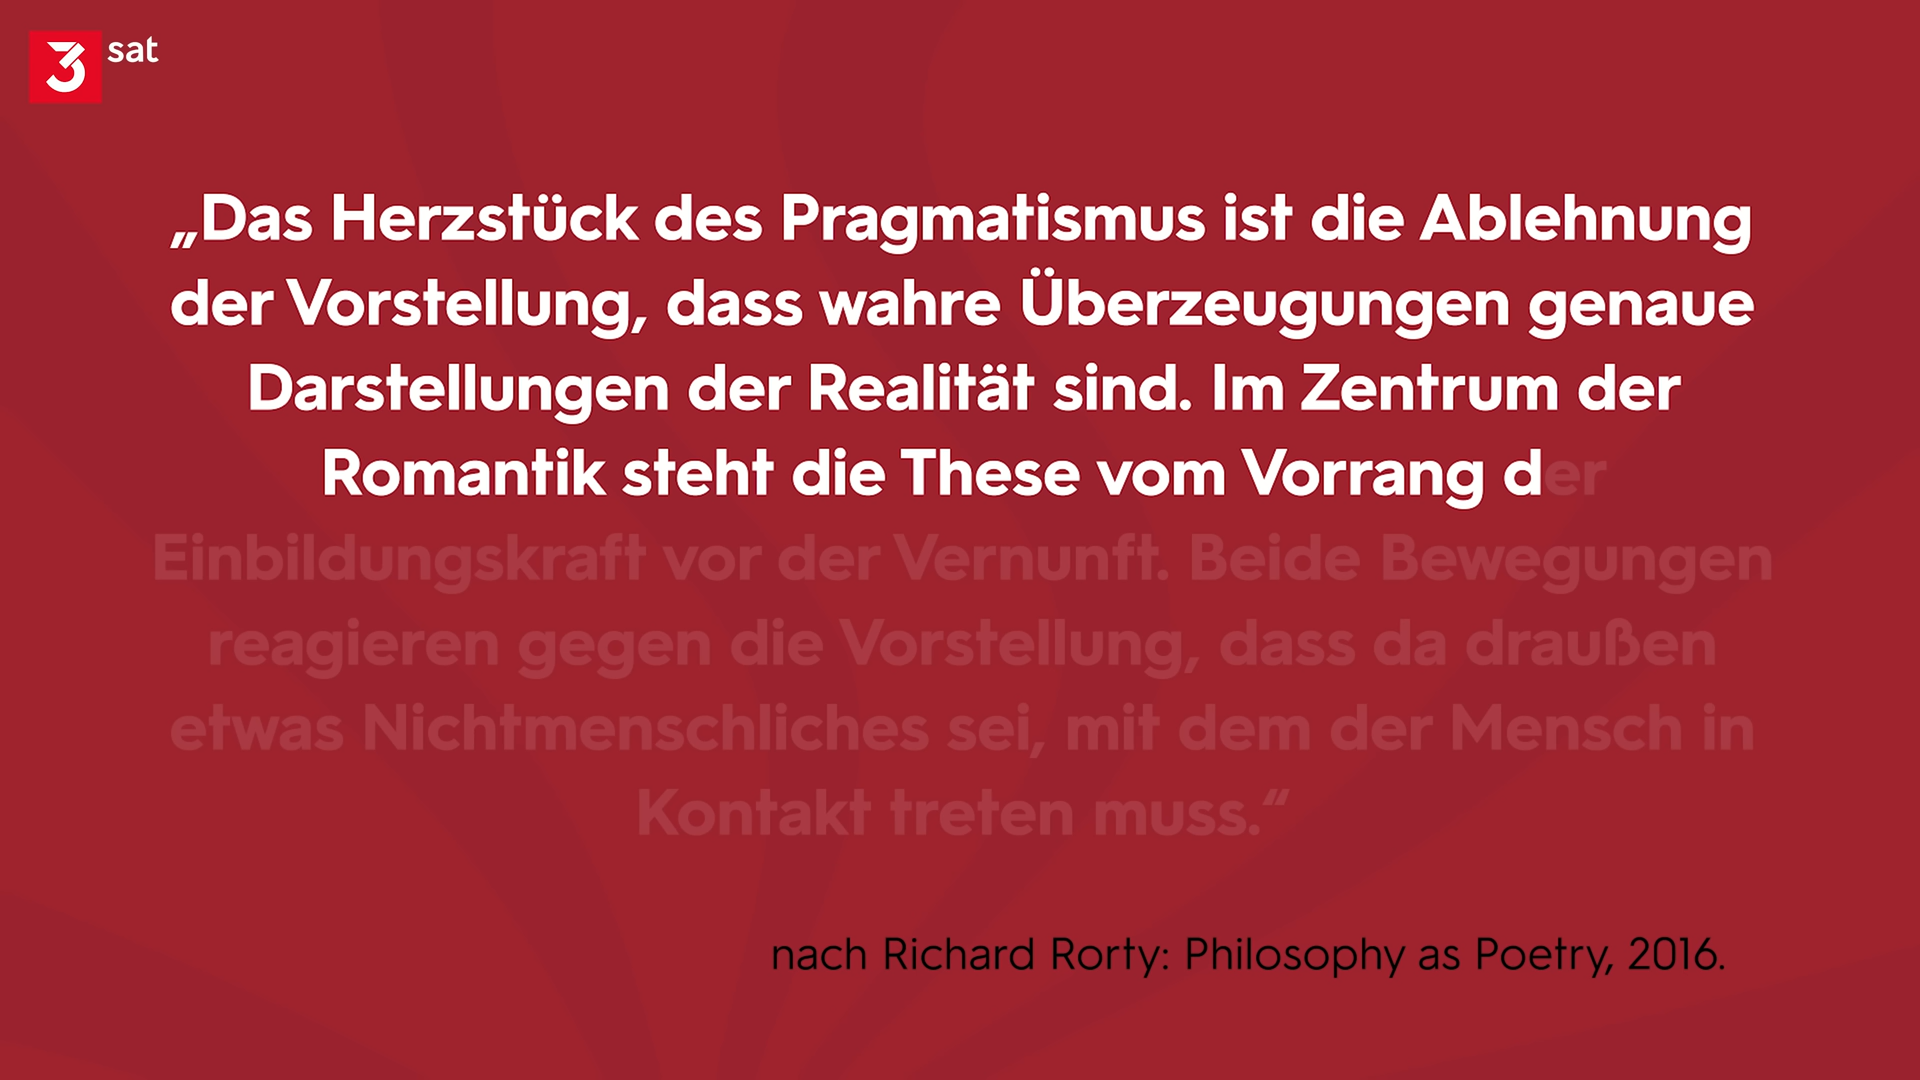 3sat
„Das Herzstück des Pragmatismus ist die Ablehnung
der Vorstellung, dass wahre Überzeugungen genaue
Darstellungen der Realität sind. Im Zentrum der
Romantik steht die These vom Vorrang der
Einbildungskraft vor der Vernunft. Beide Bewegungen
reagieren gegen die Vorstellung, dass da draußen
etwas Nichtmenschliches sei, mit dem der Mensch in
Kontakt treten muss.“
nach Richard Rorty: Philosophy as Poetry, 2016.